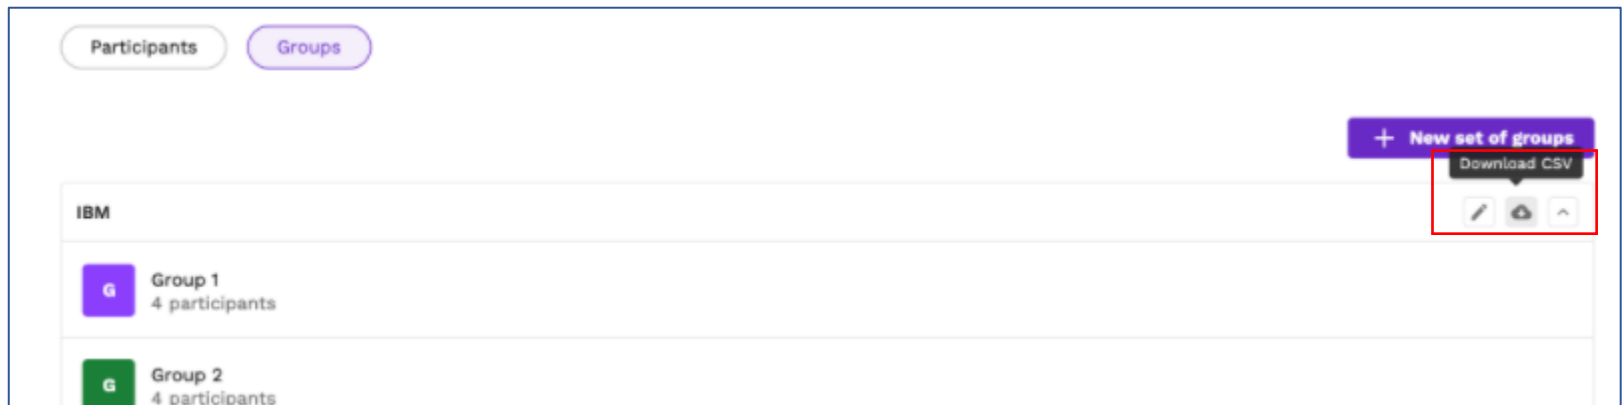 Participants
Groups
+ New set of groups
Download CSV
IBM
G
Group 1
4 participants
G
Group 2
4 participants